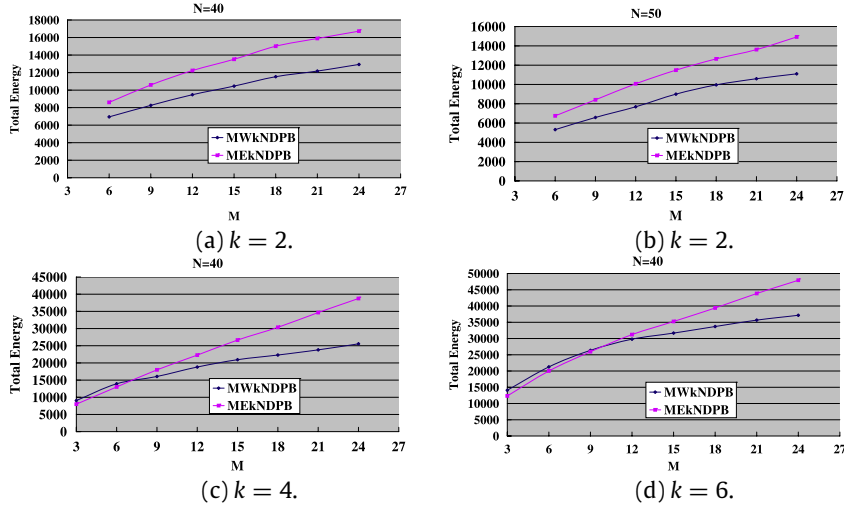 N=40
18000
16000
14000
12000
10000
8000
6000
4000
2000
0
Total Energy
MWkNDPB
MEkNDPB
3 6 9 12 15 18 21 24 27
M
(a) k = 2.
N=50
16000
14000
12000
10000
8000
6000
4000
2000
0
Total Energy
MWkNDPB
MEkNDPB
3 6 9 12 15 18 21 24 27
M
(b) k = 2.
N=40
45000
40000
35000
30000
25000
20000
15000
10000
5000
0
Total Energy
MWkNDPB
MEkNDPB
3 6 9 12 15 18 21 24 27
M
(c) k = 4.
N=40
50000
45000
40000
35000
30000
25000
20000
15000
10000
5000
0
Total Energy
MWkNDPB
MEkNDPB
3 6 9 12 15 18 21 24 27
M
(d) k = 6.